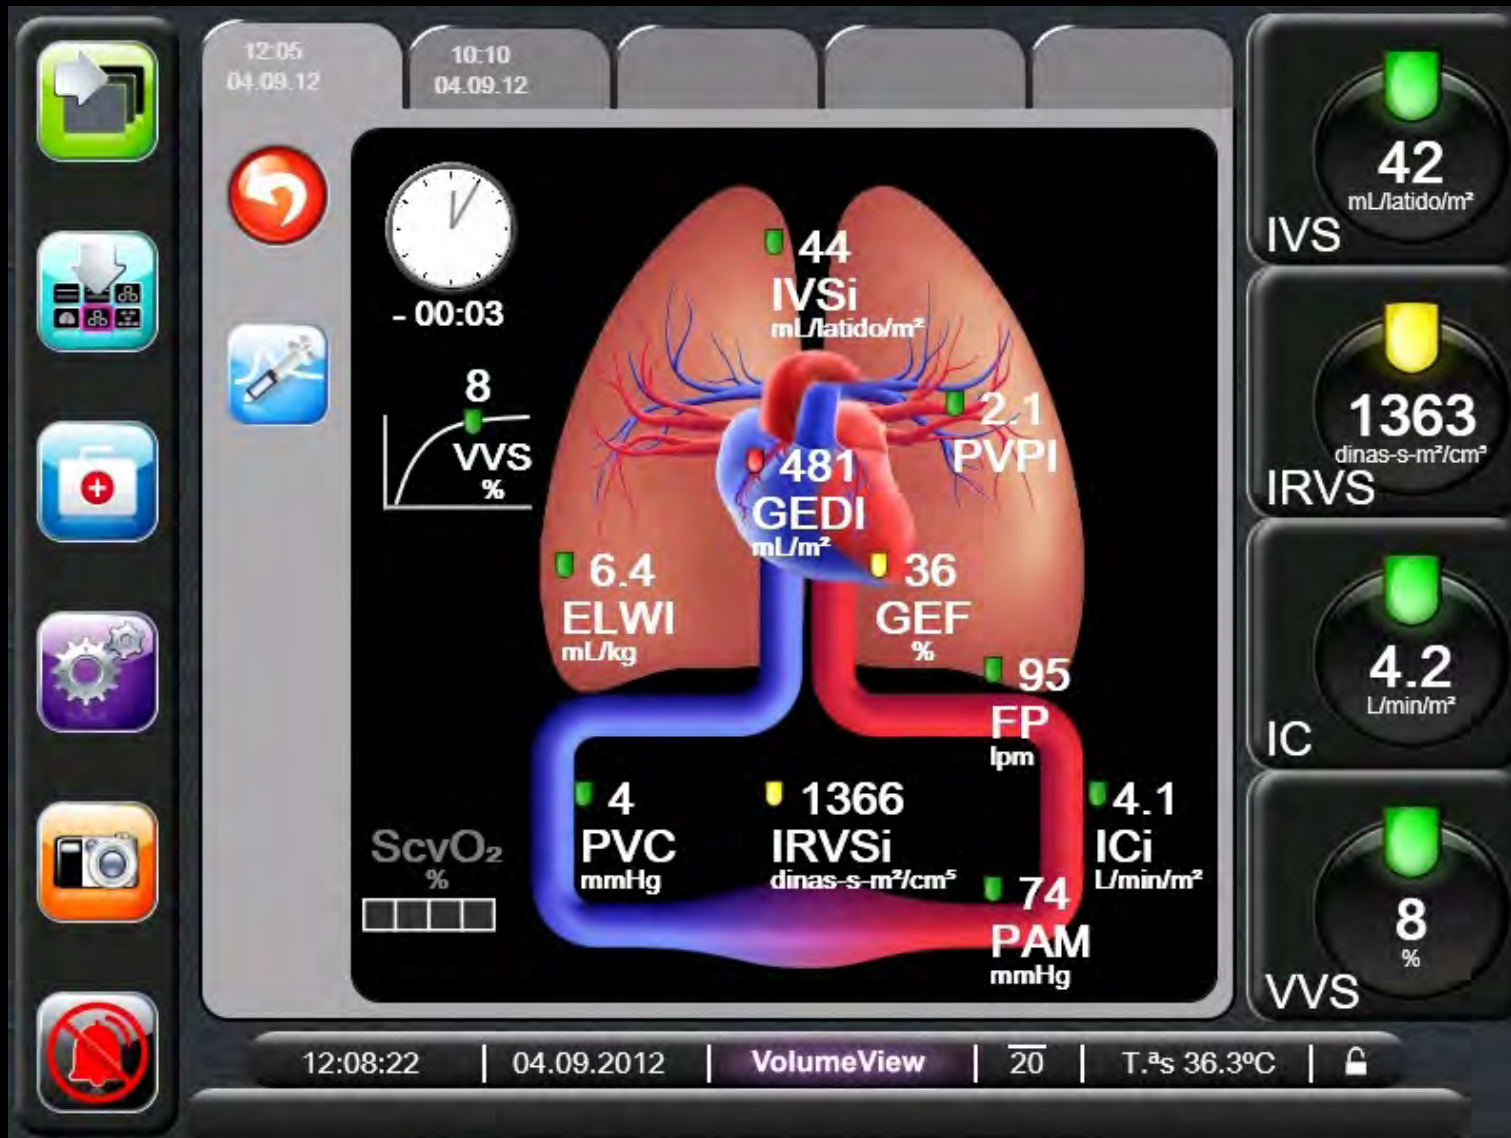 12:05
04.09.12
10:10
04.09.12
- 00:03
8
VVS
%
44
IVSi
mL/latido/m²
2.1
PVPI
481
GEDI
mL/m²
6.4
ELWI
mL/kg
36
GEF
%
95
FP
lpm
4
PVC
mmHg
1366
IRVSi
dinas-s-m²/cm⁵
4.1
ICi
L/min/m²
74
PAM
mmHg
ScvO₂
%
42
mL/latido/m²
IVS
1363
dinas-s-m²/cm⁵
IRVS
4.2
L/min/m²
IC
8
%
VVS
12:08:22 | 04.09.2012 | VolumeView | 20 | T.ªs 36.3ºC |